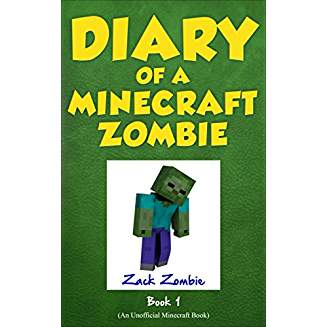 DIARY
OF A
MINECRAFT
ZOMBIE
Zack Zombie
Book 1
(An Unofficial Minecraft Book)